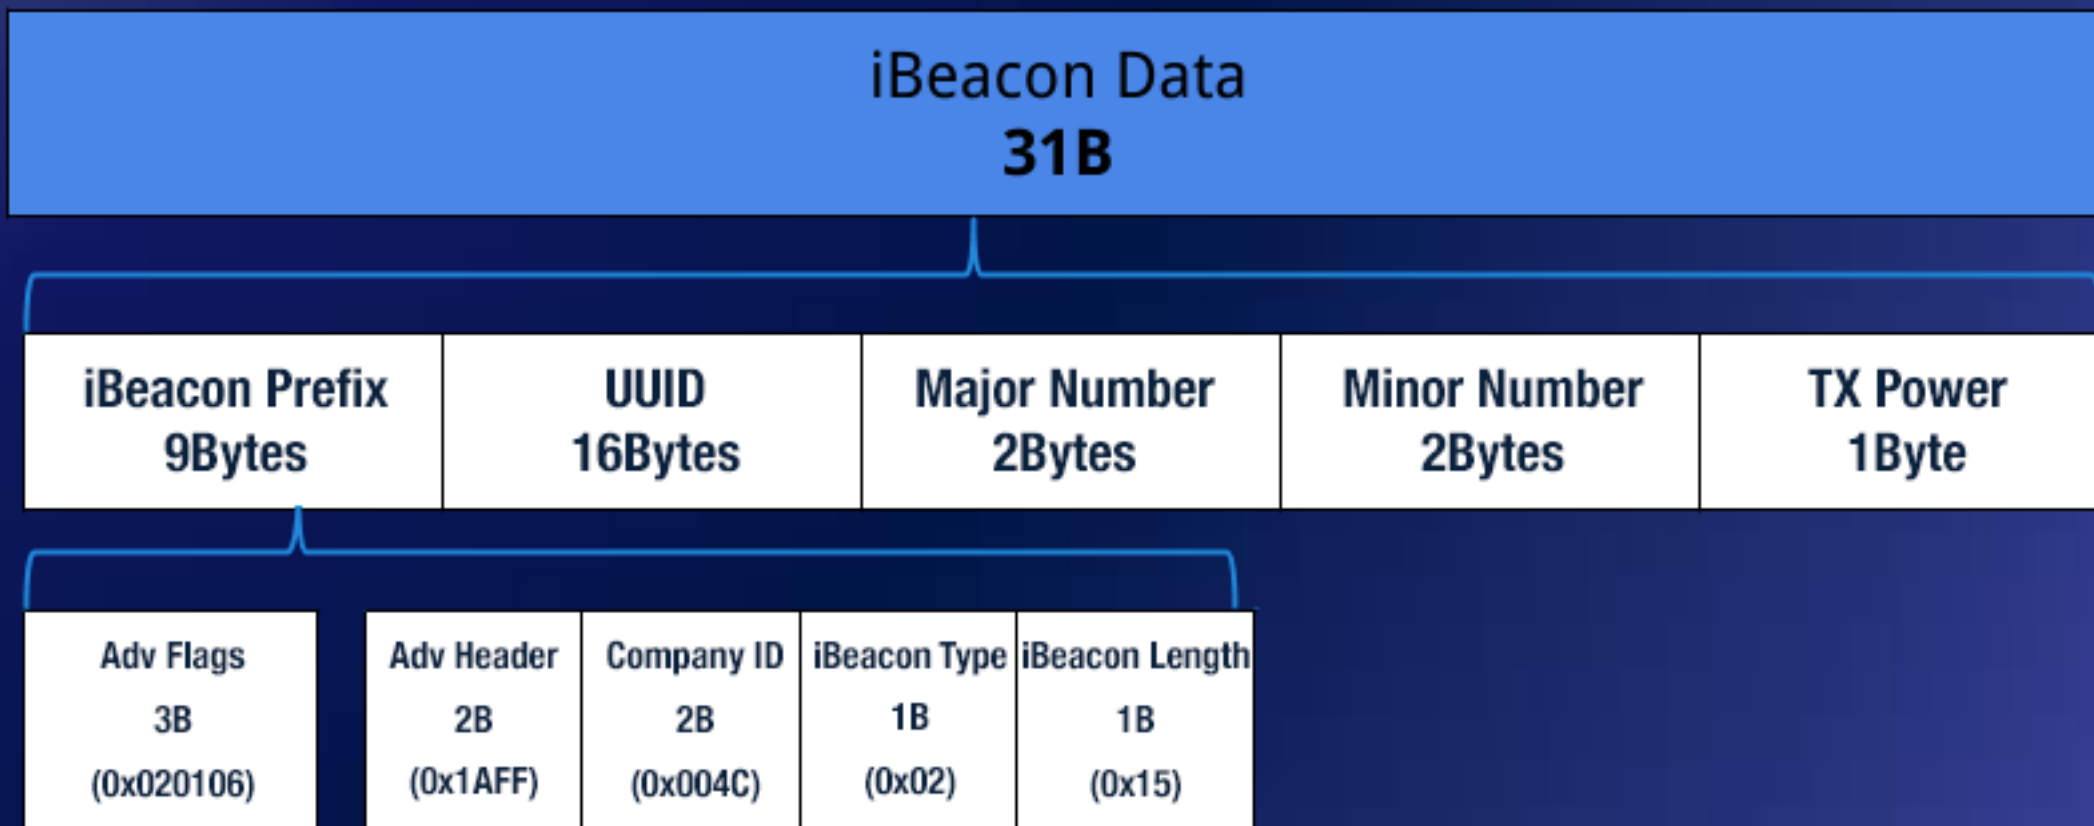 iBeacon Data
31B
iBeacon Prefix
9Bytes
UUID
16Bytes
Major Number
2Bytes
Minor Number
2Bytes
TX Power
1Byte
Adv Flags
3B
(0x020106)
Adv Header
2B
(0x1AFF)
Company ID
2B
(0x004C)
iBeacon Type
1B
(0x02)
iBeacon Length
1B
(0x15)